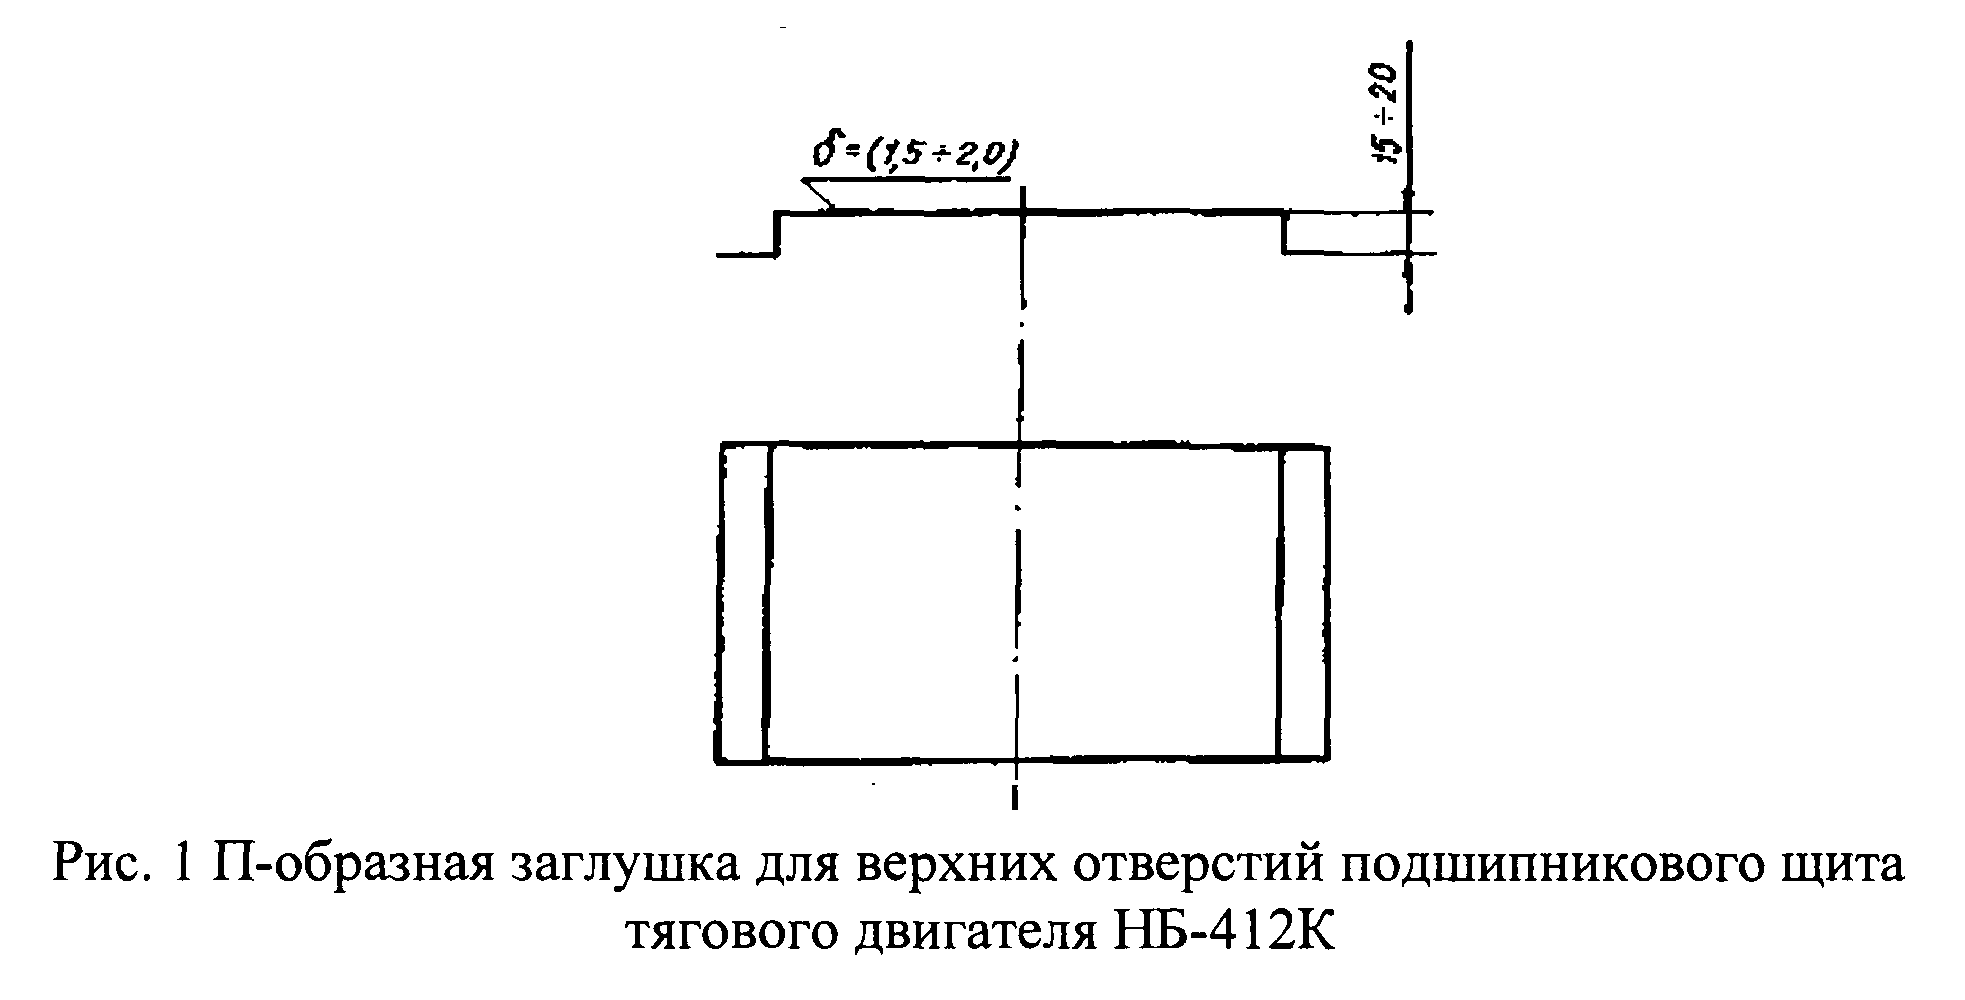 δ=(1,5÷2,0)
15÷20
Рис. 1 П-образная заглушка для верхних отверстий подшипникового щита
тягового двигателя НБ-412К